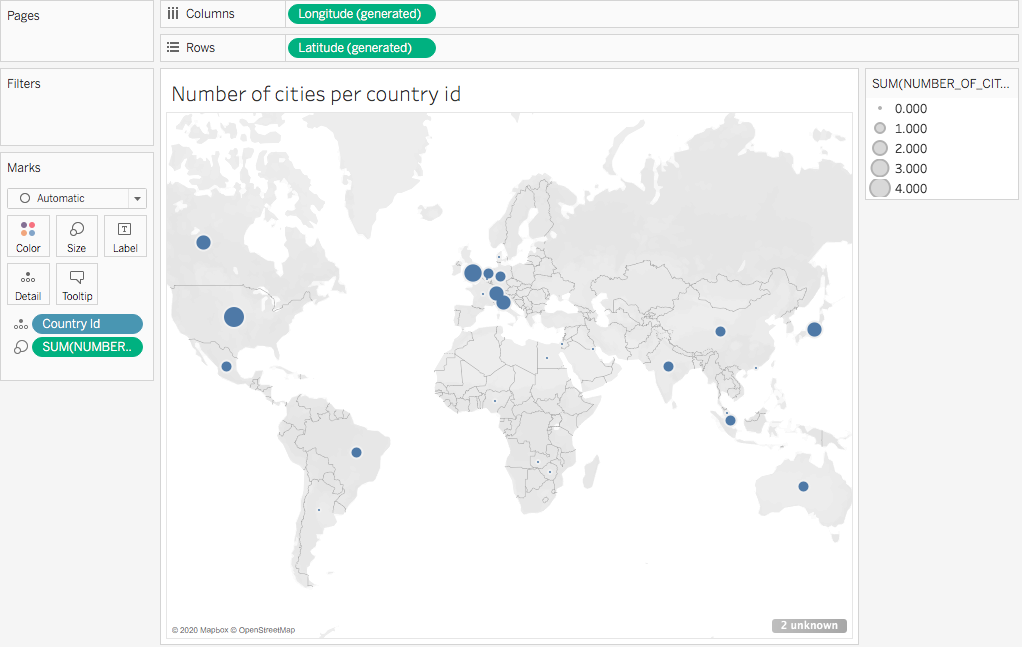 Pages
Columns
Longitude (generated)
Rows
Latitude (generated)
Filters
Marks
Automatic
Color
Size
Label
Detail
Tooltip
Country Id
SUM(NUMBER..
Number of cities per country id
© 2020 Mapbox © OpenStreetMap
2 unknown
SUM(NUMBER_OF_CIT...
0.000
1.000
2.000
3.000
4.000